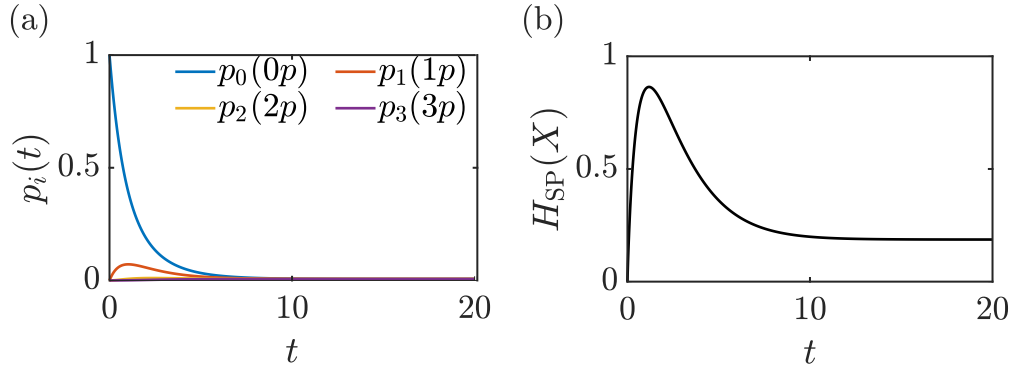 (a)
1
0.5
0
p₀(0p) p₁(1p)
p₂(2p) p₃(3p)
pᵢ(t)
0 10 20
t
(b)
1
0.5
0
H_SP(X)
0 10 20
t